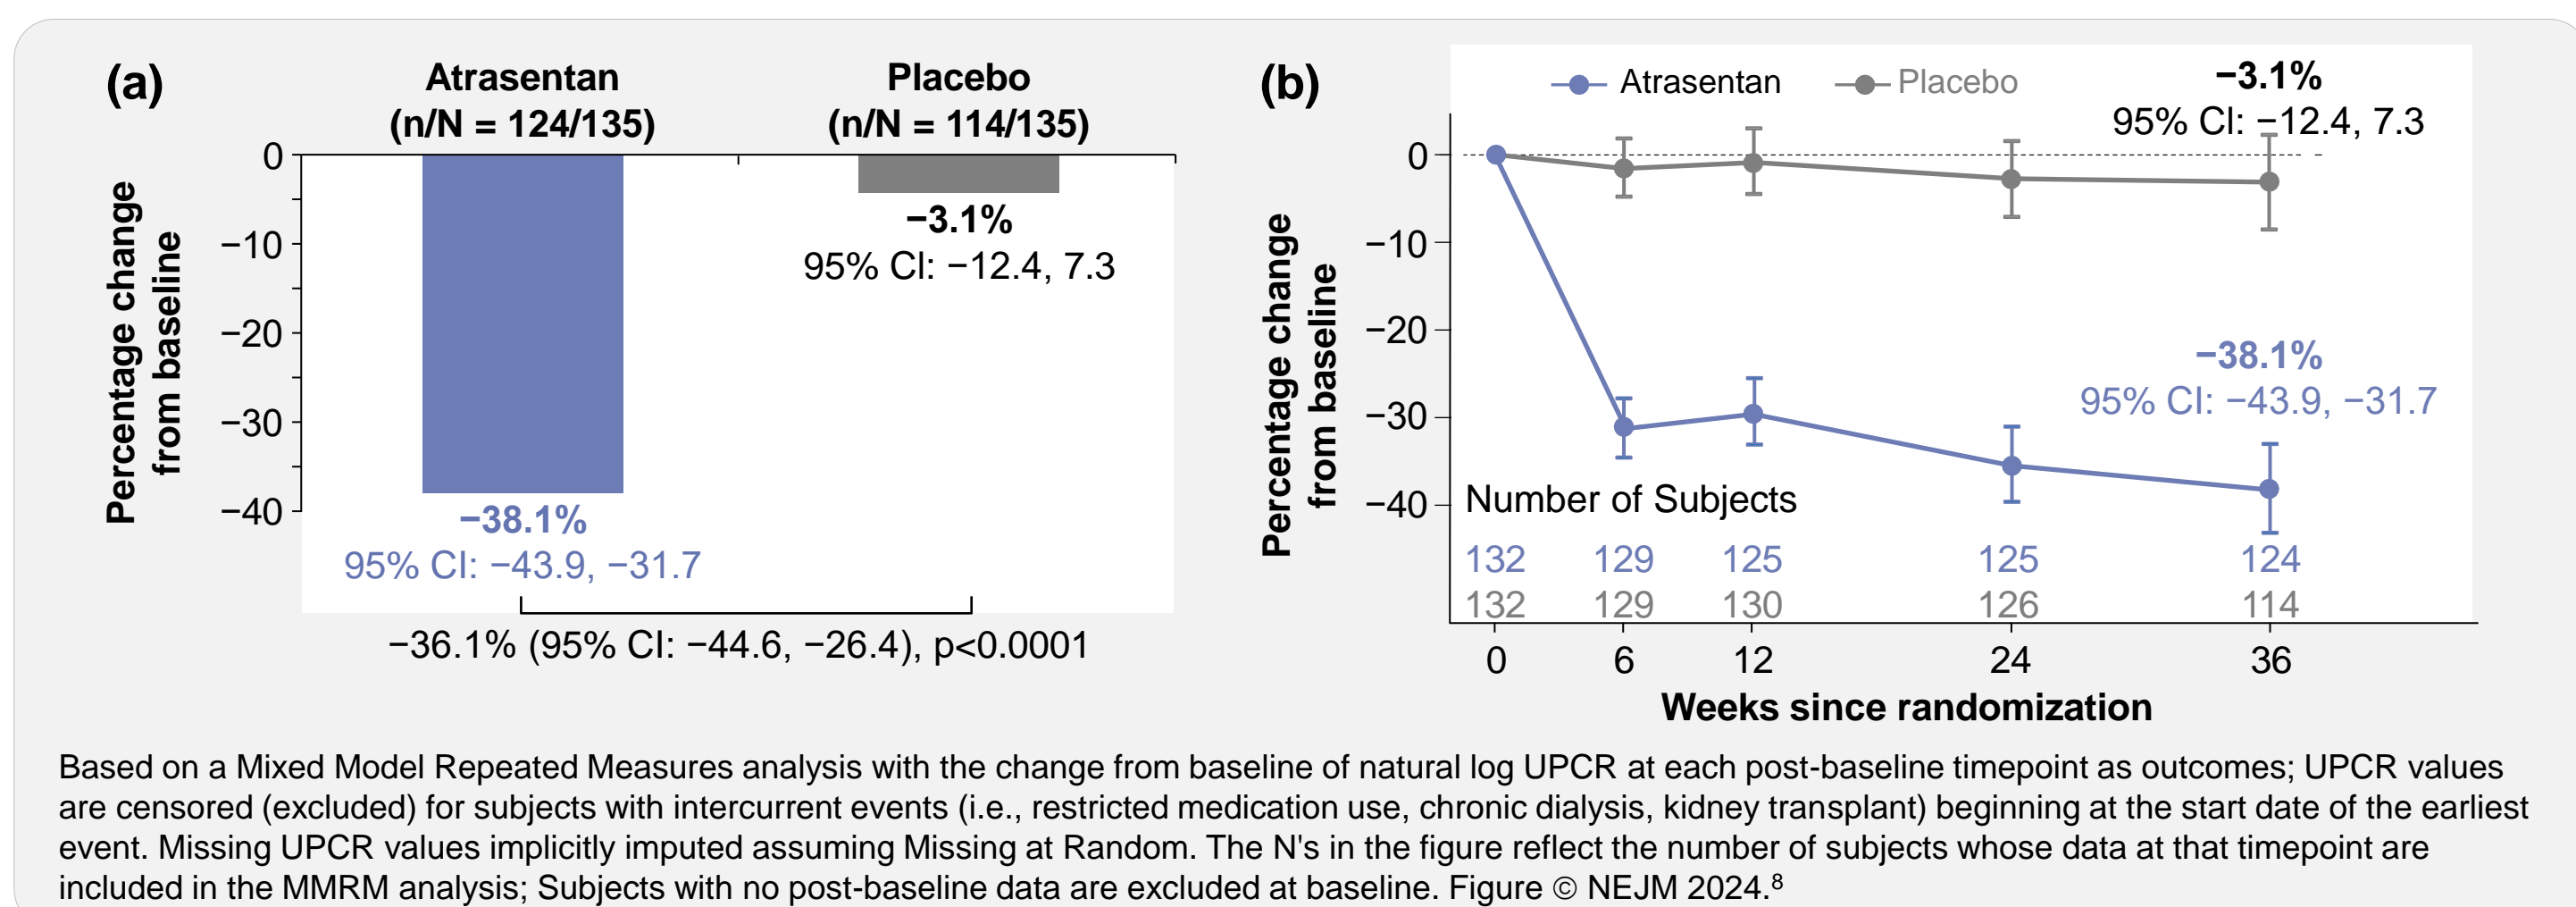 (a)
Atrasentan
(n/N = 124/135)
Placebo
(n/N = 114/135)
Percentage change
from baseline
0
−10
−20
−30
−40
−3.1%
95% CI: −12.4, 7.3
−38.1%
95% CI: −43.9, −31.7
−36.1% (95% CI: −44.6, −26.4), p<0.0001
(b)
Atrasentan
Placebo
−3.1%
95% CI: −12.4, 7.3
Percentage change
from baseline
0
−10
−20
−30
−40
−38.1%
95% CI: −43.9, −31.7
Number of Subjects
132 129 125 125 124
132 129 130 126 114
0 6 12 24 36
Weeks since randomization
Based on a Mixed Model Repeated Measures analysis with the change from baseline of natural log UPCR at each post-baseline timepoint as outcomes; UPCR values
are censored (excluded) for subjects with intercurrent events (i.e., restricted medication use, chronic dialysis, kidney transplant) beginning at the start date of the earliest
event. Missing UPCR values implicitly imputed assuming Missing at Random. The N's in the figure reflect the number of subjects whose data at that timepoint are
included in the MMRM analysis; Subjects with no post-baseline data are excluded at baseline. Figure © NEJM 2024.⁸